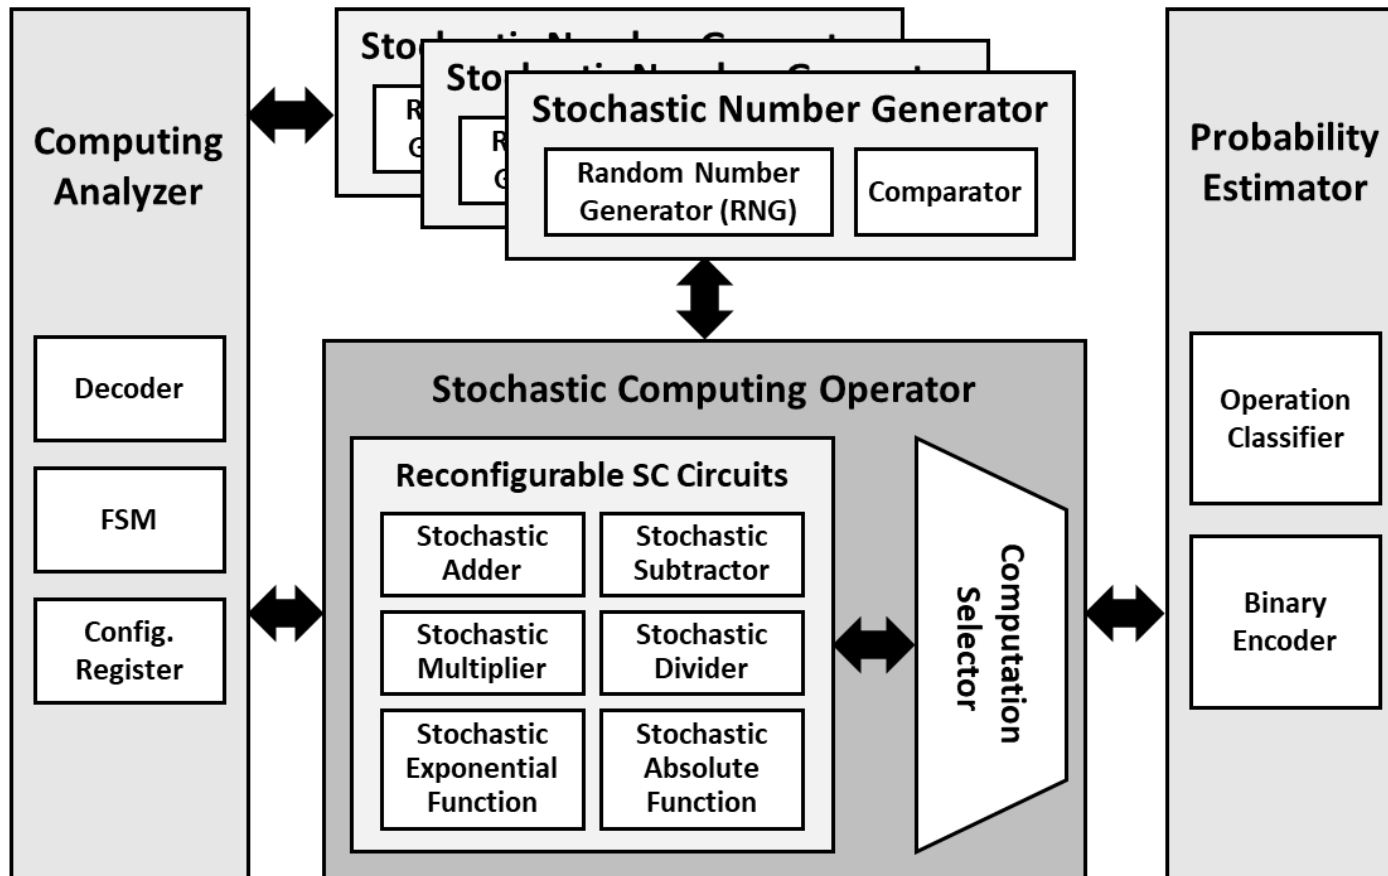 Computing
Analyzer
Decoder
FSM
Config.
Register
Stochastic Number Generator
Random Number
Generator (RNG)
Comparator
Stochastic Computing Operator
Reconfigurable SC Circuits
Stochastic
Adder
Stochastic
Subtractor
Stochastic
Multiplier
Stochastic
Divider
Stochastic
Exponential
Function
Stochastic
Absolute
Function
Computation
Selector
Probability
Estimator
Operation
Classifier
Binary
Encoder